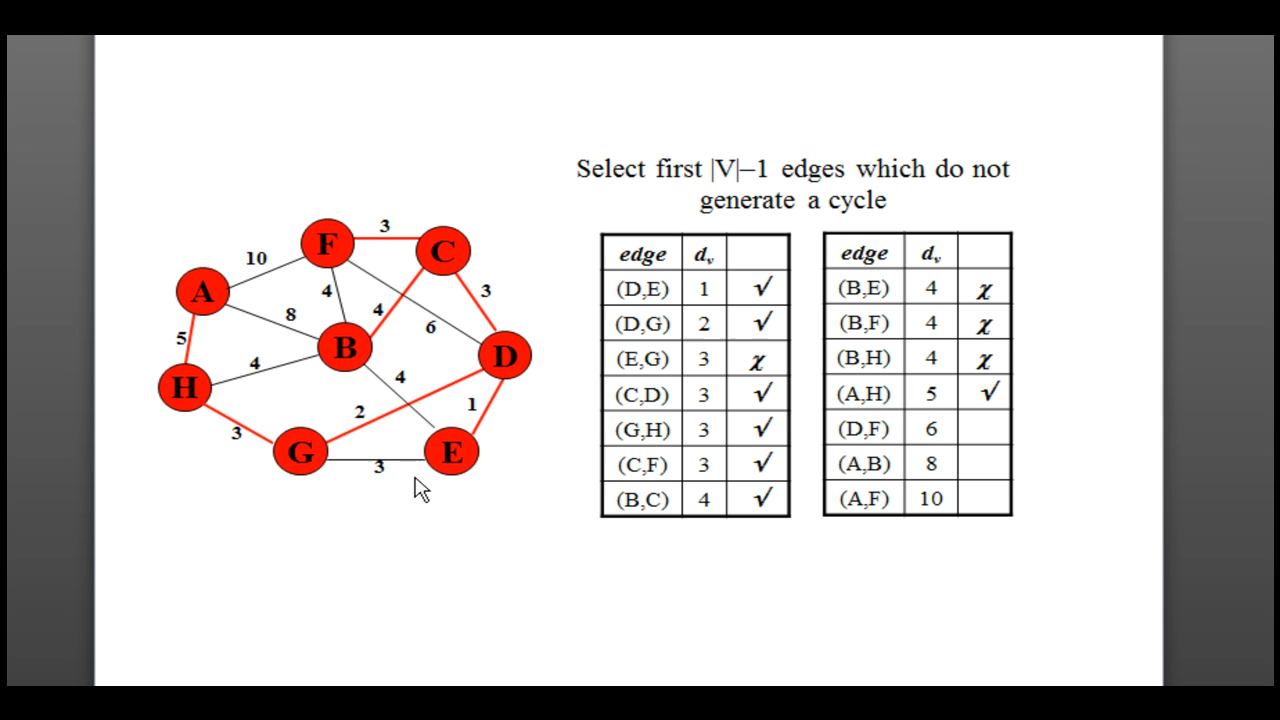 Select first |V|–1 edges which do not
generate a cycle
3
F
C
10
A
4
3
8
4
6
5
B
D
4
4
H
2
1
3
G
E
3
edge dv
(D,E) 1 √
(D,G) 2 √
(E,G) 3 χ
(C,D) 3 √
(G,H) 3 √
(C,F) 3 √
(B,C) 4 √
edge dv
(B,E) 4 χ
(B,F) 4 χ
(B,H) 4 χ
(A,H) 5 √
(D,F) 6
(A,B) 8
(A,F) 10